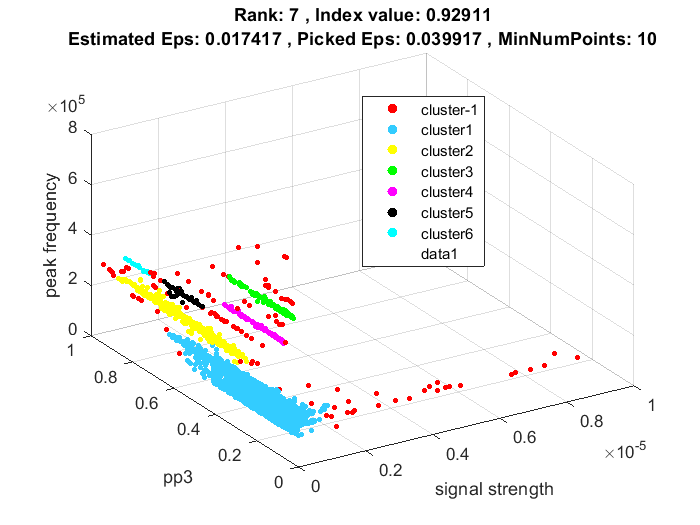 Rank: 7 , Index value: 0.92911
Estimated Eps: 0.017417 , Picked Eps: 0.039917 , MinNumPoints: 10
×10^5
8
6
4
2
0
peak frequency
1
0.8
0.6
0.4
0.2
0
pp3
0
0.2
0.4
0.6
0.8
1
×10^-5
signal strength
cluster-1
cluster1
cluster2
cluster3
cluster4
cluster5
cluster6
data1